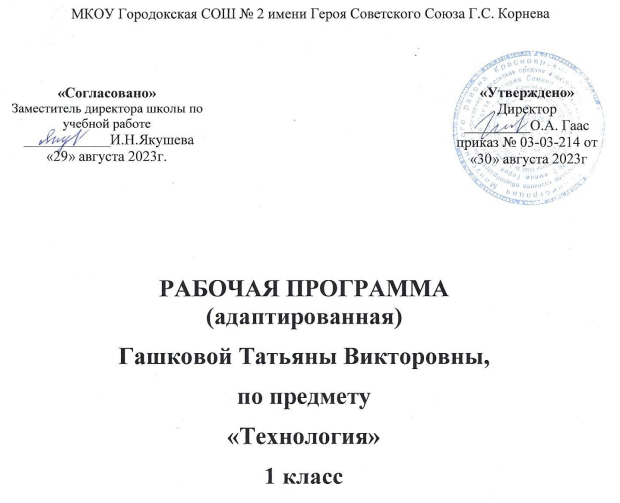 МКОУ Городокская СОШ № 2 имени Героя Советского Союза Г.С. Корнева
«Согласовано»
Заместитель директора школы по
учебной работе
И.Н.Якушева
«29» августа 2023г.
«Утверждено»
Директор
О.А. Гаас
приказ № 03-03-214 от
«30» августа 2023г
РАБОЧАЯ ПРОГРАММА
(адаптированная)
Гашковой Татьяны Викторовны,
по предмету
«Технология»
1 класс